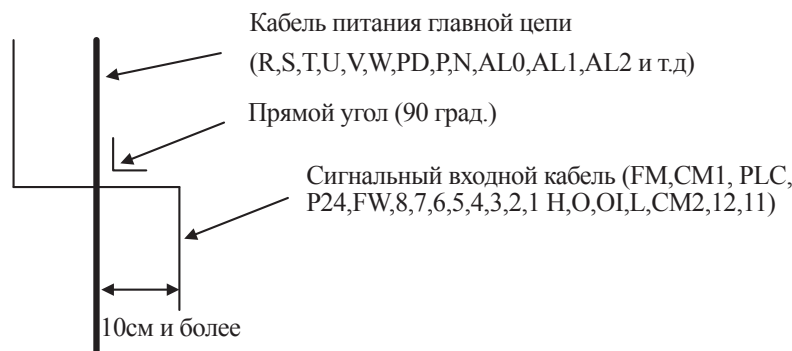 Кабель питания главной цепи
(R,S,T,U,V,W,PD,P,N,AL0,AL1,AL2 и т.д)
Прямой угол (90 град.)
Сигнальный входной кабель (FM,CM1, PLC,
P24,FW,8,7,6,5,4,3,2,1 H,O,OI,L,CM2,12,11)
10см и более